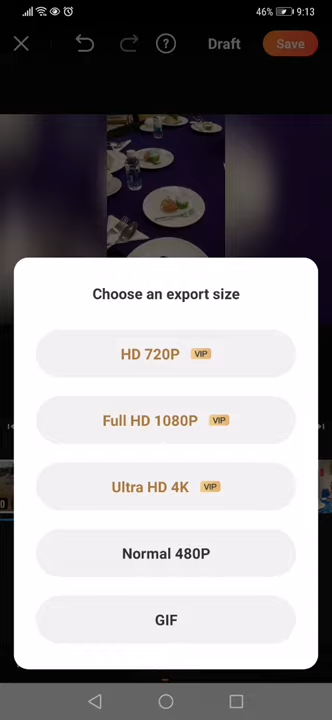 46% 9:13
? Draft Save
Choose an export size
HD 720P VIP
Full HD 1080P VIP
Ultra HD 4K VIP
Normal 480P
GIF